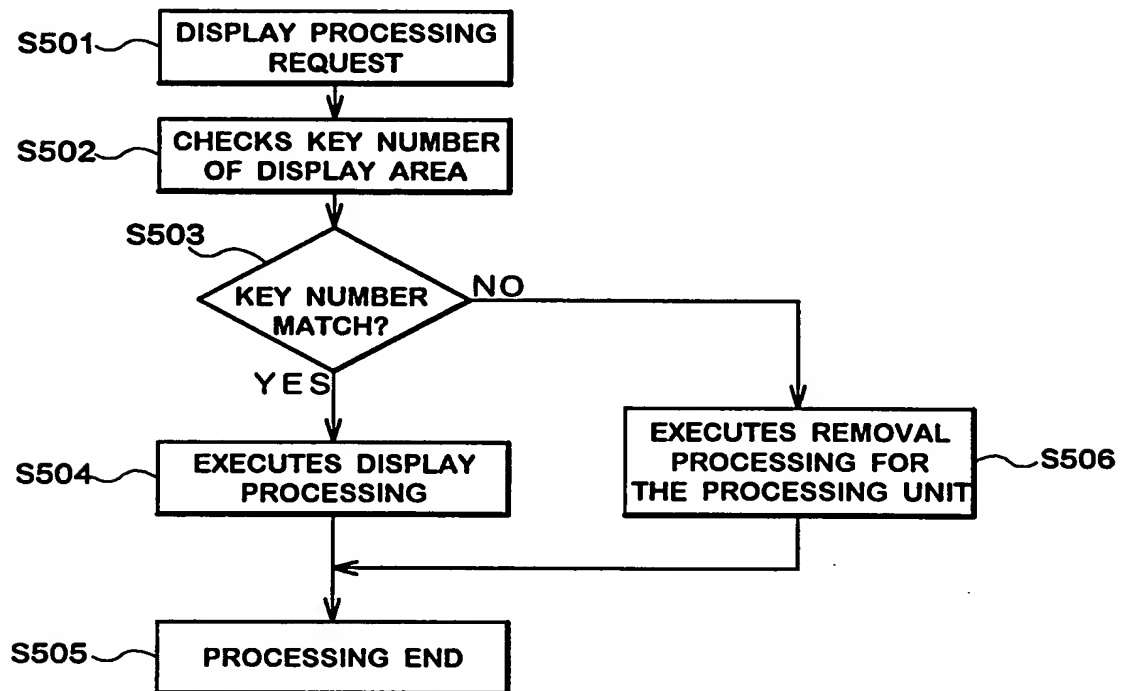 S501
DISPLAY PROCESSING
REQUEST
S502
CHECKS KEY NUMBER
OF DISPLAY AREA
S503
KEY NUMBER
MATCH?
NO
YES
S504
EXECUTES DISPLAY
PROCESSING
EXECUTES REMOVAL
PROCESSING FOR
THE PROCESSING UNIT
S506
S505
PROCESSING END